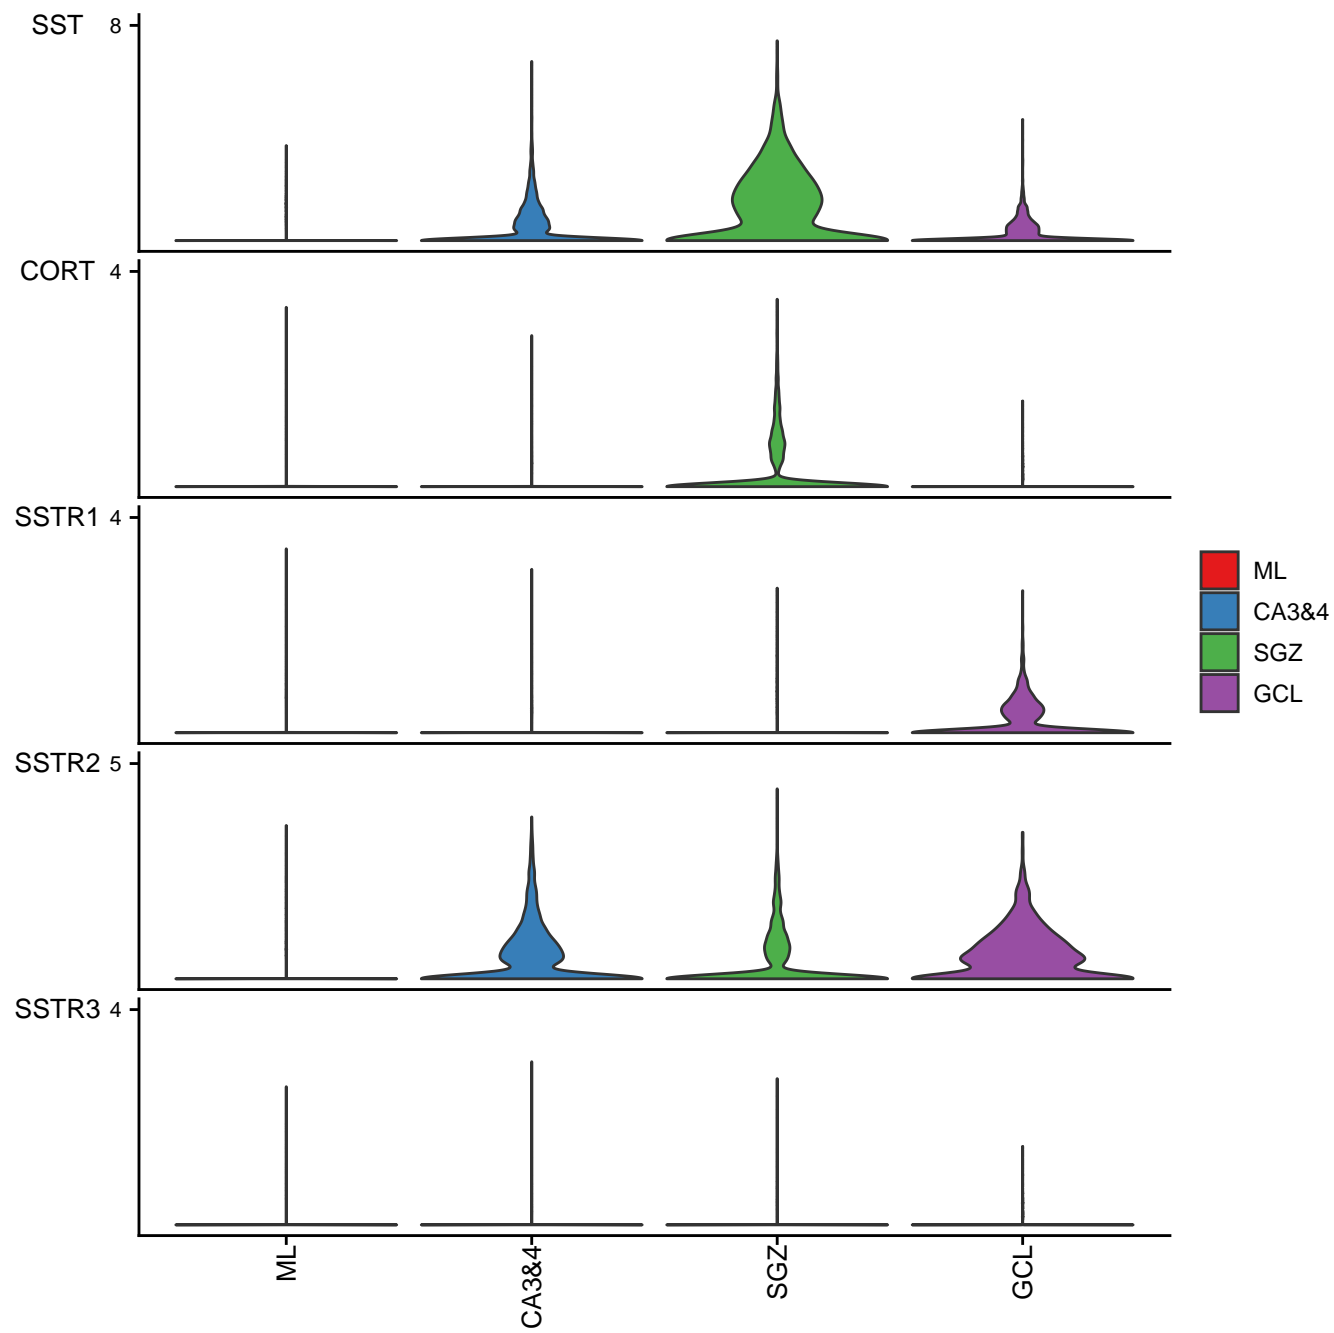 SST 8
CORT 4
SSTR1 4
SSTR2 5
SSTR3 4
ML
CA3&4
SGZ
GCL
ML
CA3&4
SGZ
GCL